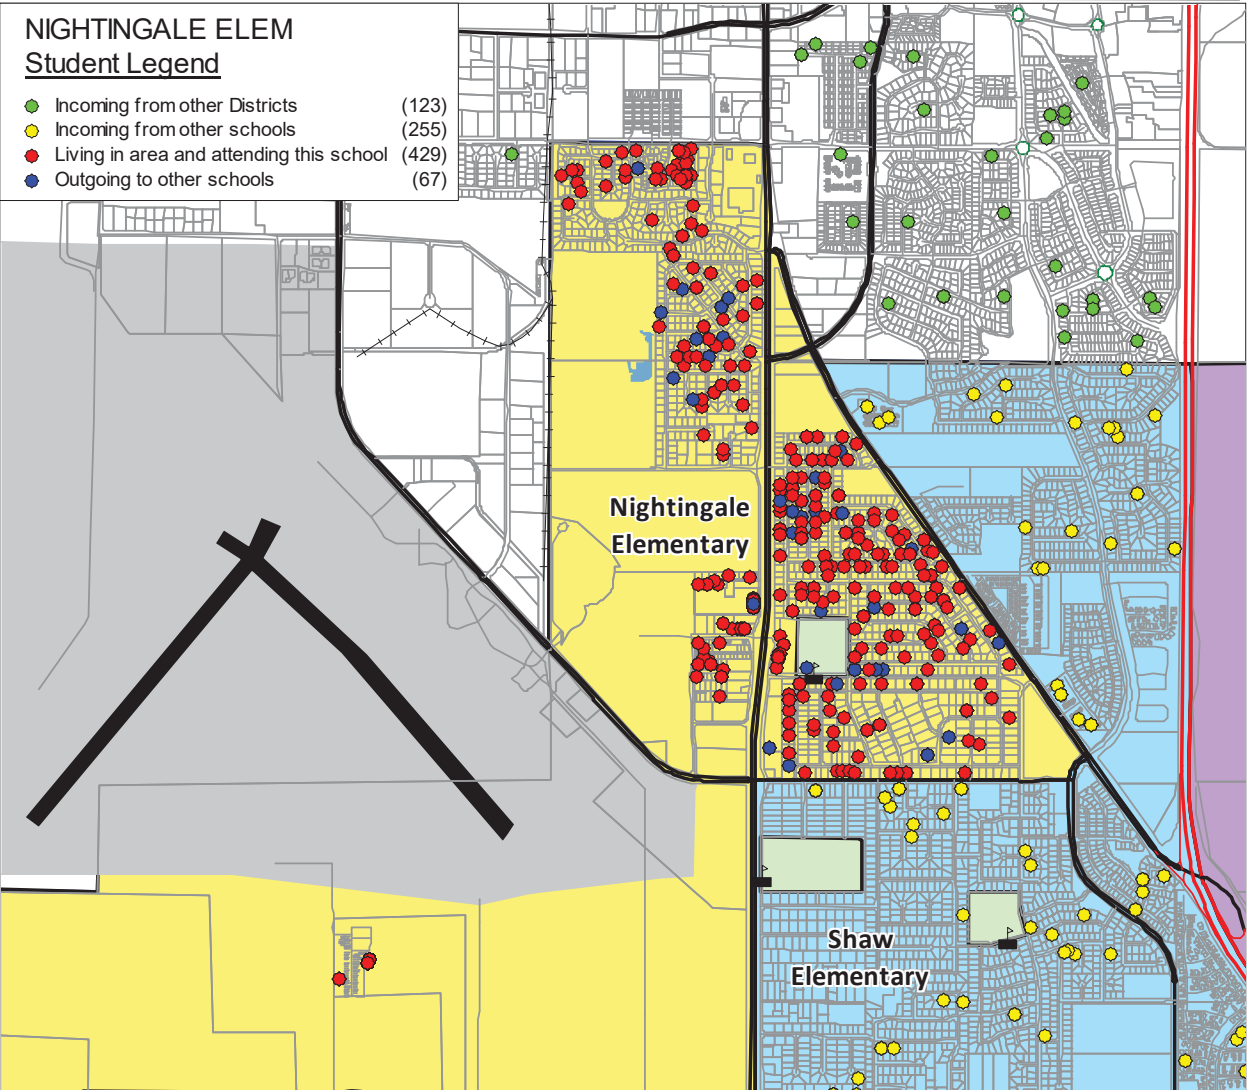 NIGHTINGALE ELEM
Student Legend
Incoming from other Districts (123)
Incoming from other schools (255)
Living in area and attending this school (429)
Outgoing to other schools (67)
Nightingale
Elementary
Shaw
Elementary